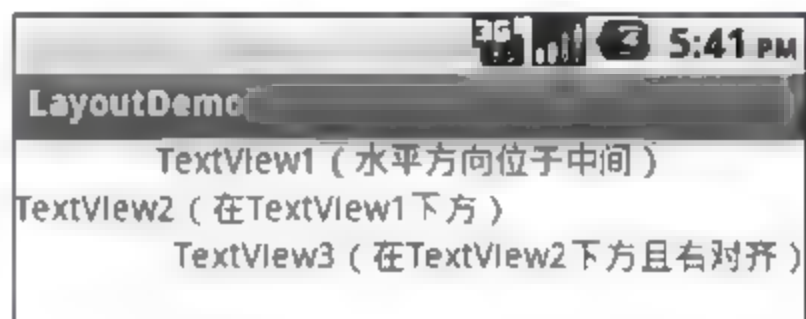 3G 5:41 PM
LayoutDemo
TextView1（水平方向位于中间）
TextView2（在TextView1下方）
TextView3（在TextView2下方且右对齐）